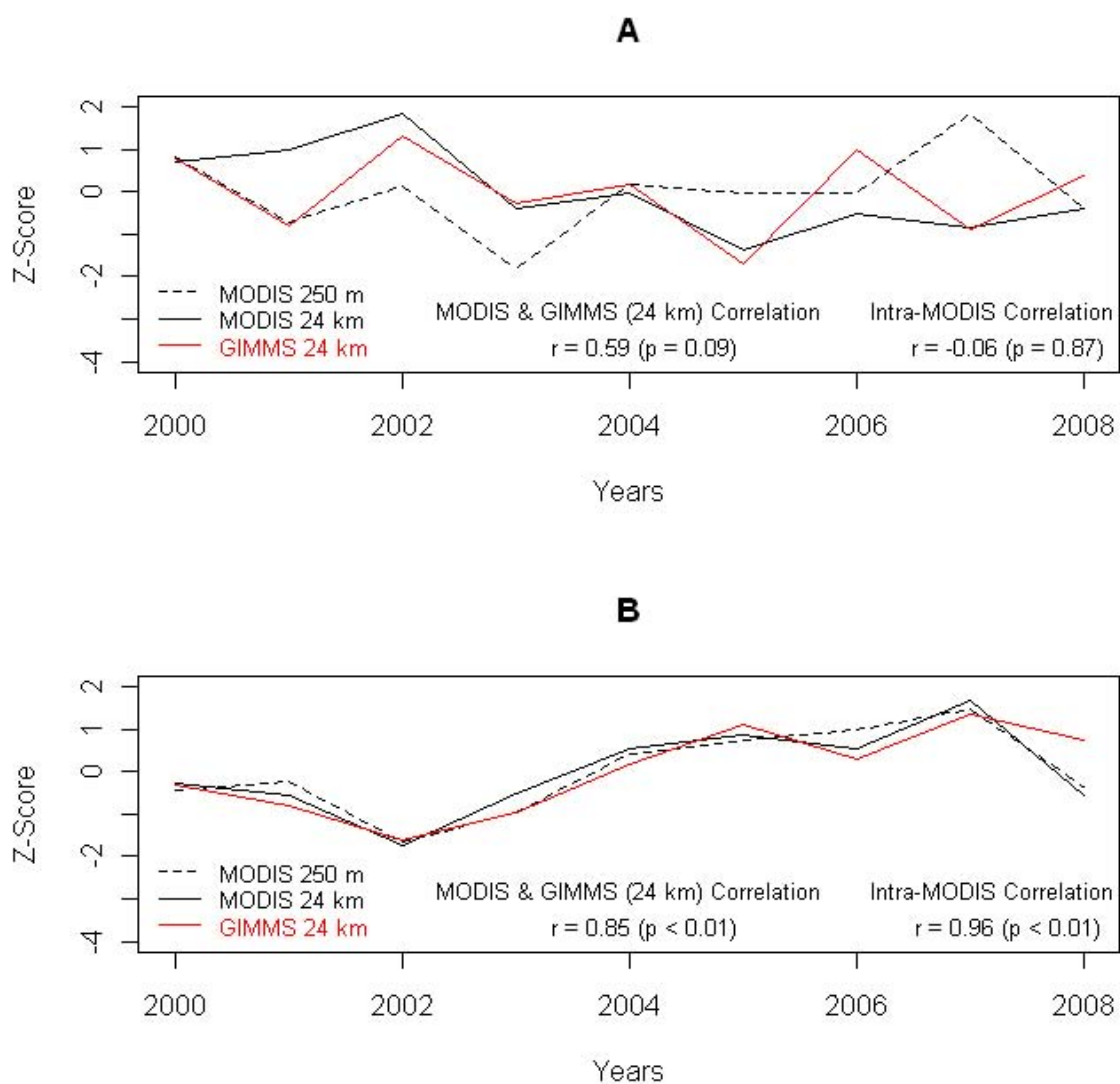 A
2
1
0
-2
-4
Z-Score
MODIS 250 m
MODIS 24 km
GIMMS 24 km
MODIS & GIMMS (24 km) Correlation
r = 0.59 (p = 0.09)
Intra-MODIS Correlation
r = -0.06 (p = 0.87)
2000 2002 2004 2006 2008
Years
B
2
1
0
-2
-4
Z-Score
MODIS 250 m
MODIS 24 km
GIMMS 24 km
MODIS & GIMMS (24 km) Correlation
r = 0.85 (p < 0.01)
Intra-MODIS Correlation
r = 0.96 (p < 0.01)
2000 2002 2004 2006 2008
Years